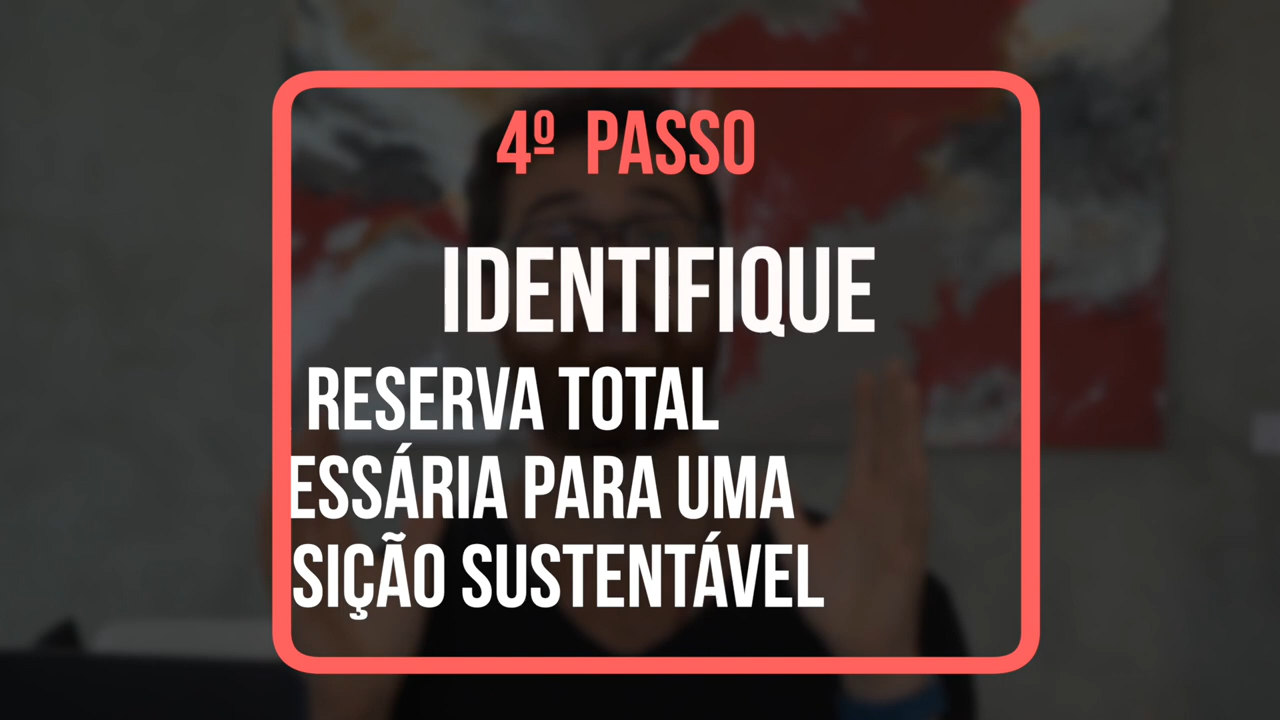 4º PASSO
IDENTIFIQUE
RESERVA TOTAL
ESSÁRIA PARA UMA
SIÇÃO SUSTENTÁVEL